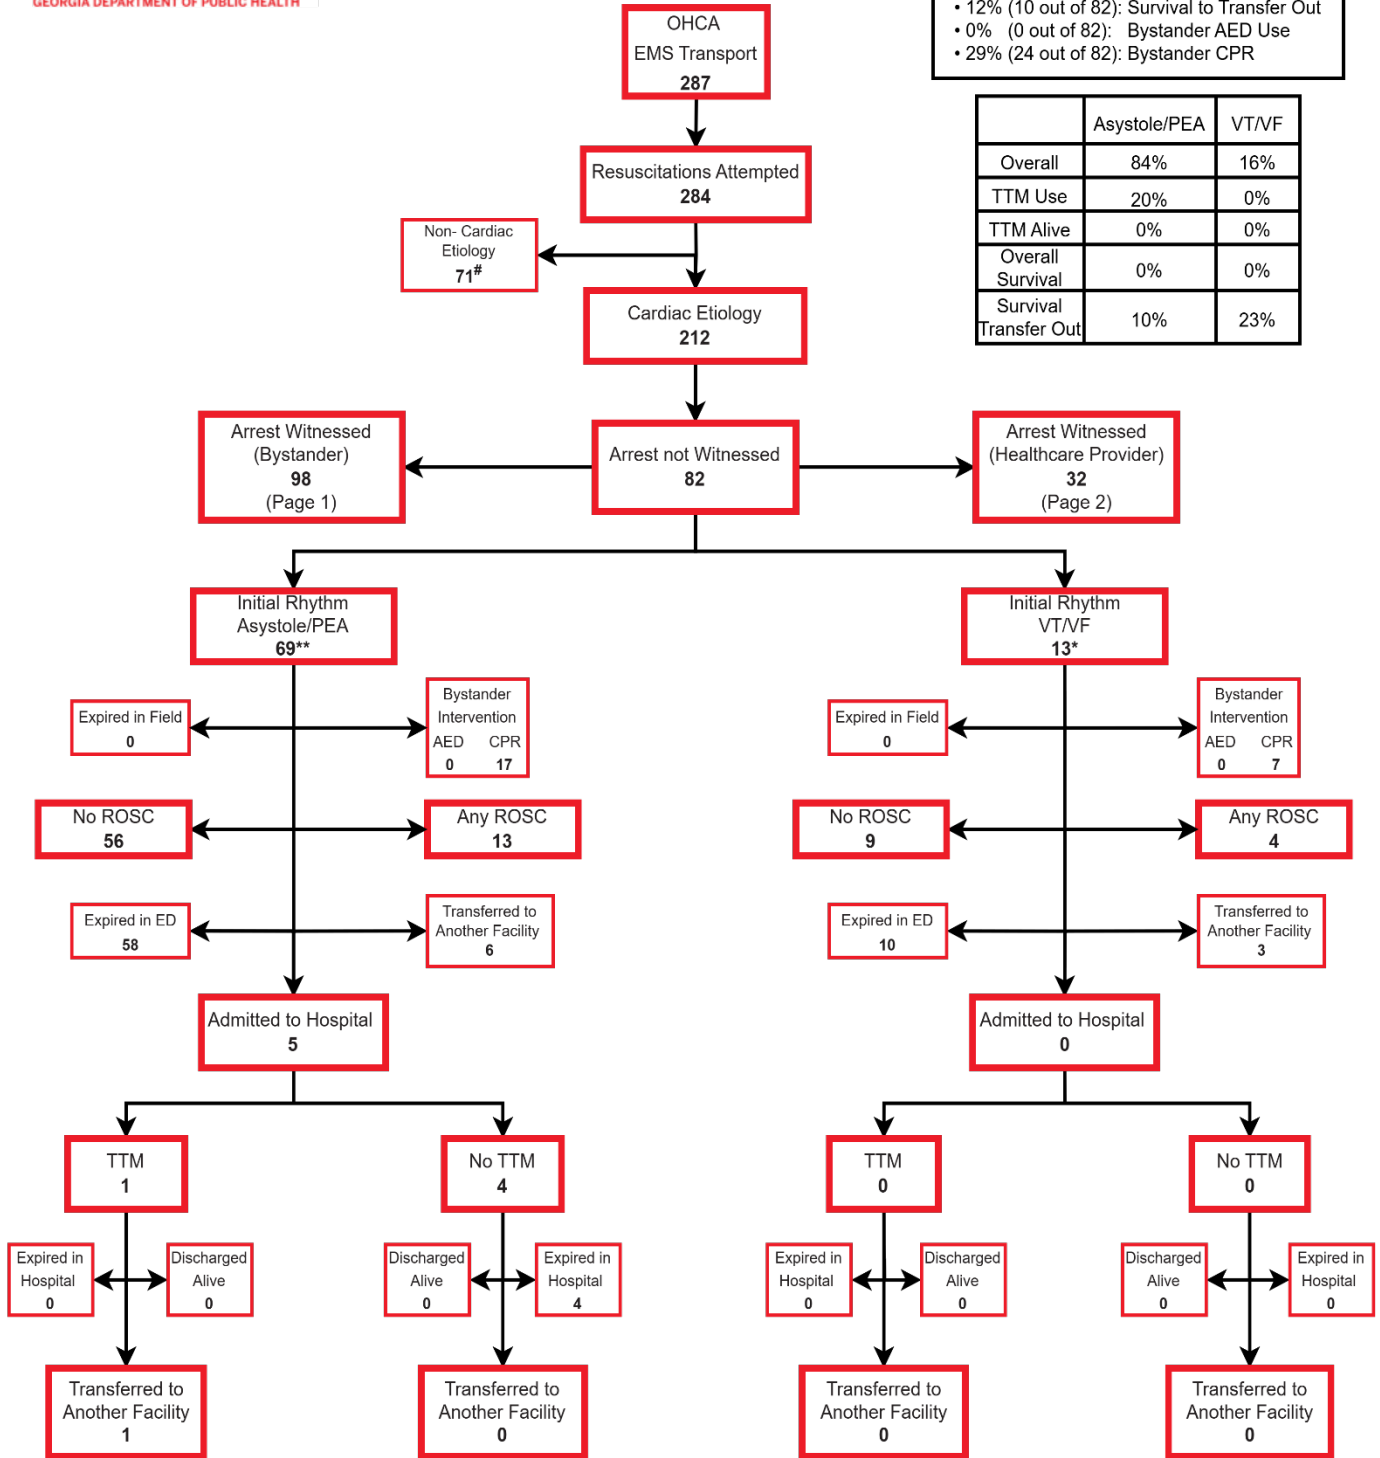 GEORGIA DEPARTMENT OF PUBLIC HEALTH
• 12% (10 out of 82): Survival to Transfer Out
• 0% (0 out of 82): Bystander AED Use
• 29% (24 out of 82): Bystander CPR
OHCA
EMS Transport
287
Asystole/PEA VT/VF
Overall 84% 16%
TTM Use 20% 0%
TTM Alive 0% 0%
Overall
Survival 0% 0%
Survival
Transfer Out 10% 23%
Resuscitations Attempted
284
Non- Cardiac
Etiology
71#
Cardiac Etiology
212
Arrest Witnessed
(Bystander)
98
(Page 1)
Arrest not Witnessed
82
Arrest Witnessed
(Healthcare Provider)
32
(Page 2)
Initial Rhythm
Asystole/PEA
69**
Expired in Field
0
Bystander
Intervention
AED CPR
0 17
No ROSC
56
Any ROSC
13
Expired in ED
58
Transferred to
Another Facility
6
Admitted to Hospital
5
TTM
1
No TTM
4
Expired in
Hospital
0
Discharged
Alive
0
Discharged
Alive
0
Expired in
Hospital
4
Transferred to
Another Facility
1
Transferred to
Another Facility
0
Initial Rhythm
VT/VF
13*
Expired in Field
0
Bystander
Intervention
AED CPR
0 7
No ROSC
9
Any ROSC
4
Expired in ED
10
Transferred to
Another Facility
3
Admitted to Hospital
0
TTM
0
No TTM
0
Expired in
Hospital
0
Discharged
Alive
0
Discharged
Alive
0
Expired in
Hospital
0
Transferred to
Another Facility
0
Transferred to
Another Facility
0